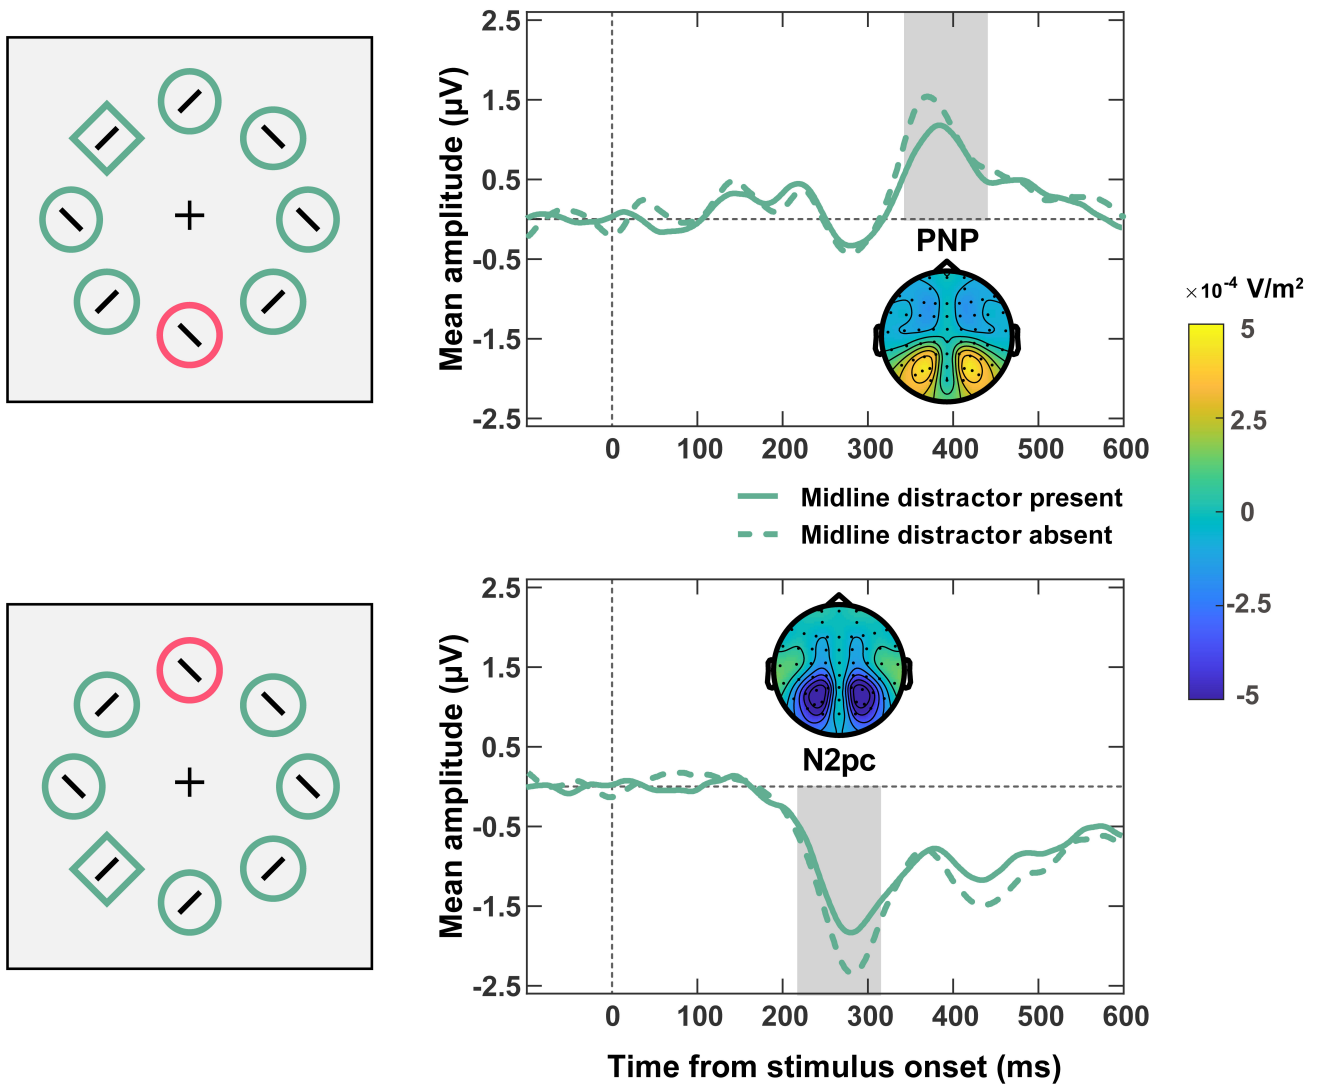 2.5
1.5
0.5
-0.5
-1.5
-2.5
Mean amplitude (µV)
PNP
0 100 200 300 400 500 600
Midline distractor present
Midline distractor absent
×10-4 V/m²
5
2.5
0
-2.5
-5
2.5
1.5
0.5
-0.5
-1.5
-2.5
Mean amplitude (µV)
N2pc
0 100 200 300 400 500 600
Time from stimulus onset (ms)